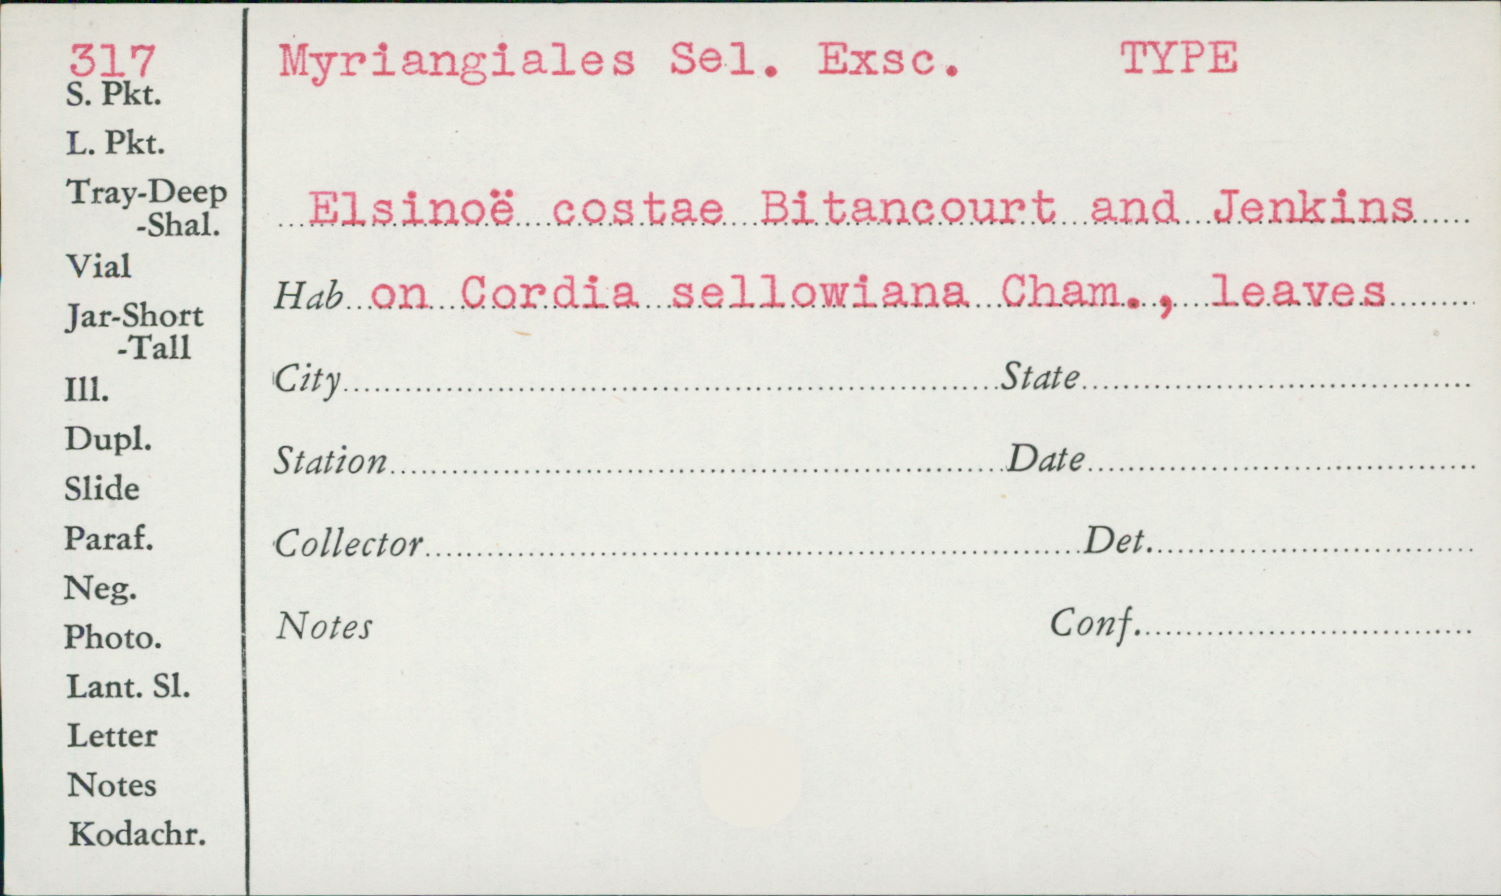 317
S. Pkt.
L. Pkt.
Tray-Deep
-Shal.
Vial
Jar-Short
-Tall
Ill.
Dupl.
Slide
Paraf.
Neg.
Photo.
Lant. Sl.
Letter
Notes
Kodachr.
Myriangiales Sel. Exsc. TYPE
Elsinoë costae Bitancourt and Jenkins
Hab on Cordia sellowiana Cham., leaves
City State
Station Date
Collector Det.
Notes Conf.